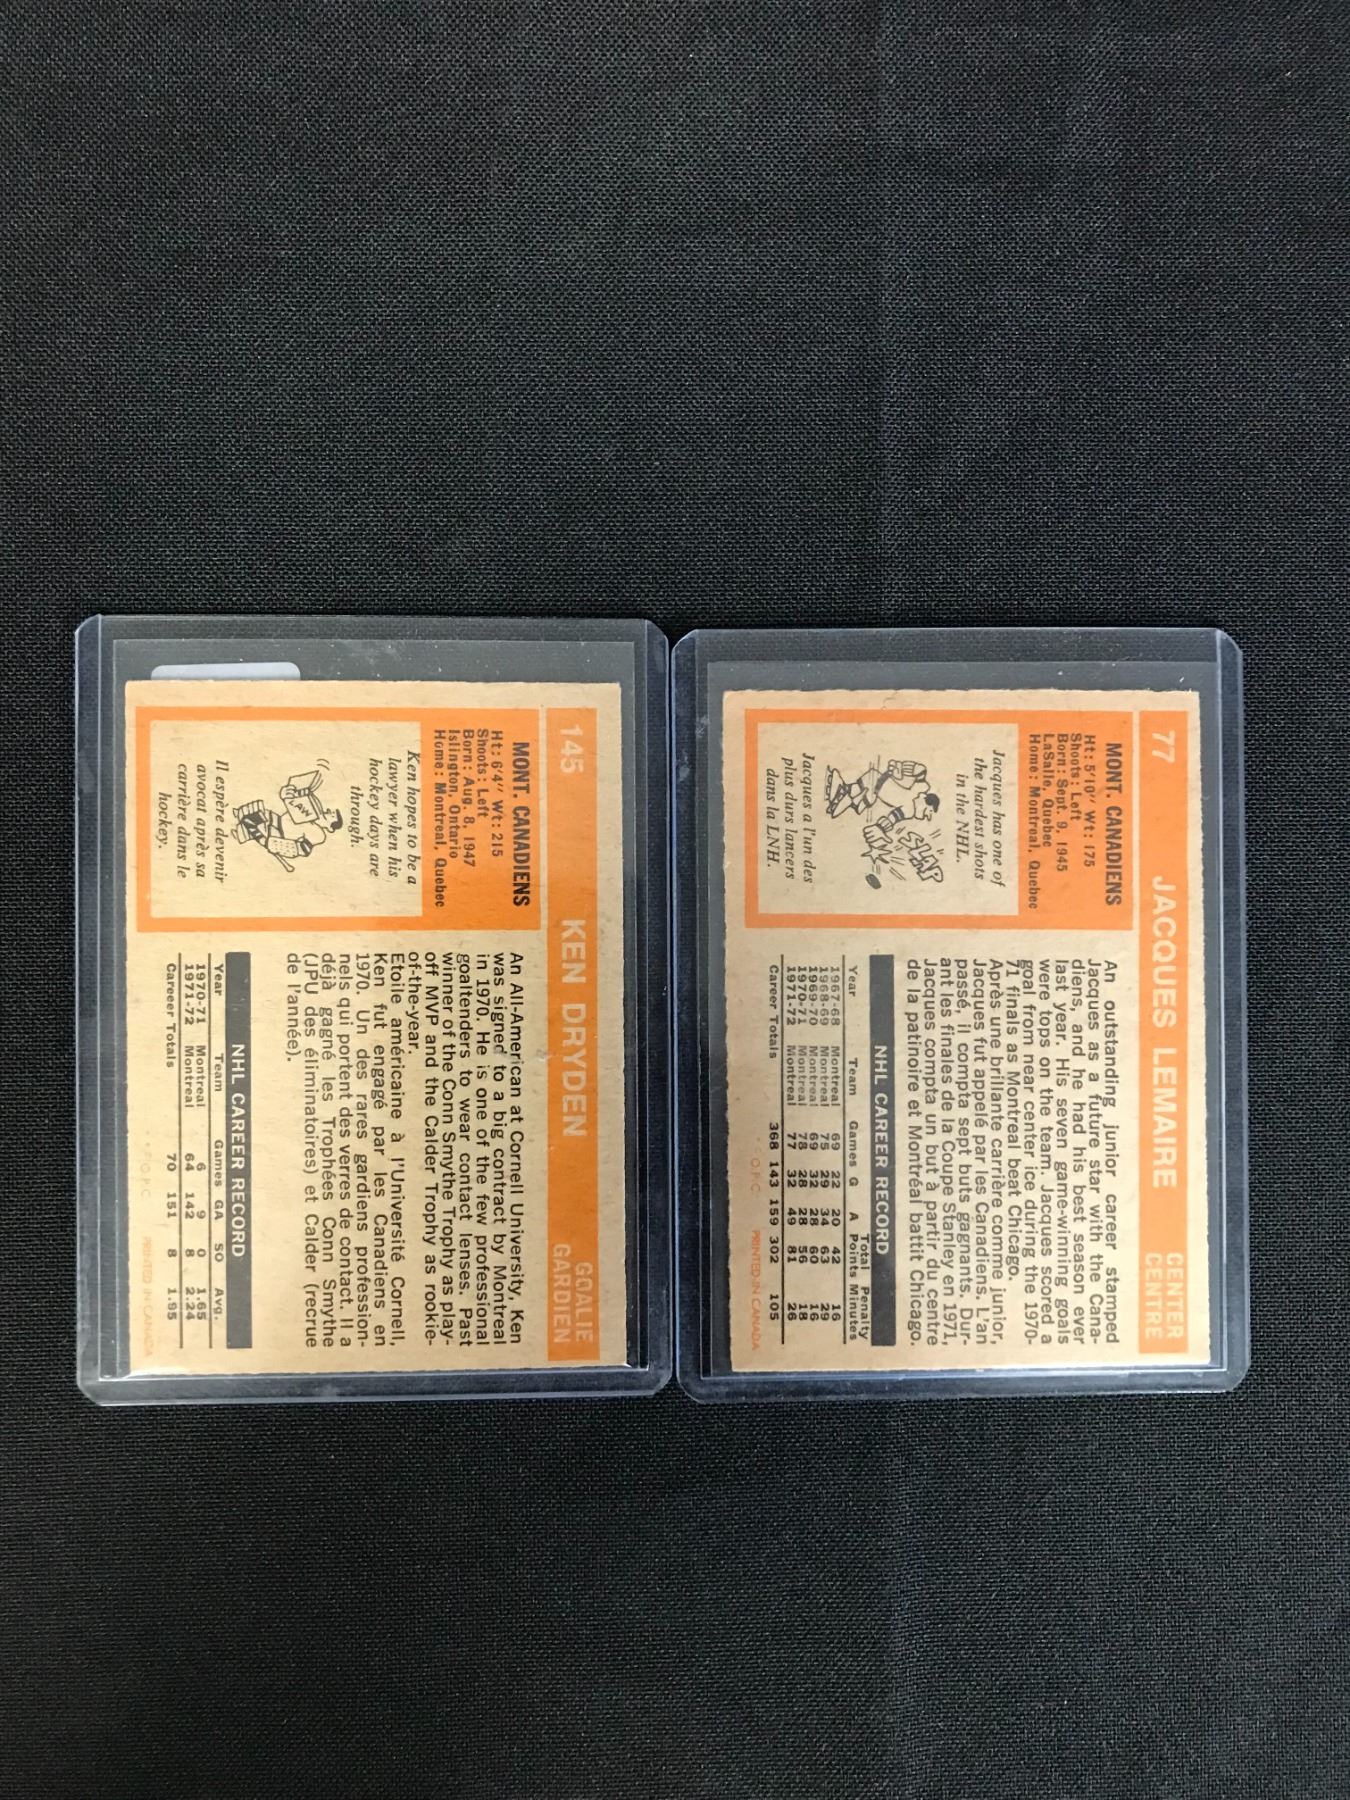 77 JACQUES LEMAIRE CENTER
CENTRE
MONT. CANADIENS
Ht: 5'10" Wt: 175
Shoots: Left
Born: Sept. 9, 1945
LaSalle, Quebec
Home: Montreal, Quebec
Jacques has one of
the hardest shots
in the NHL.
SLAP
Jacques a l'un des
plus durs lancers
dans la LNH.
An outstanding junior career stamped
Jacques as a future star with the Cana-
diens, and he had his best season ever
last year. His seven game-winning goals
were tops on the team. Jacques scored a
goal from near center ice during the 1970-
71 finals as Montreal beat Chicago.
Après une brillante carrière comme junior,
Jacques fut appelé par les Canadiens. L'an
passé, il compta sept buts gagnants. Dur-
ant les finales de la Coupe Stanley en 1971,
Jacques compta un but à partir du centre
de la patinoire et Montréal battit Chicago.
NHL CAREER RECORD
Total Penalty
Year Team Games G A Points Minutes
1967-68 Montreal 69 22 20 42 16
1968-69 Montreal 75 29 34 63 29
1969-70 Montreal 69 32 28 60 16
1970-71 Montreal 78 28 28 56 18
1971-72 Montreal 77 32 49 81 26
Career Totals 368 143 159 302 105
O.P.C. PRINTED IN CANADA
145 KEN DRYDEN GOALIE
GARDIEN
MONT. CANADIENS
Ht: 6'4" Wt: 215
Shoots: Left
Born: Aug. 8, 1947
Islington, Ontario
Home: Montreal, Quebec
Ken hopes to be a
lawyer when his
hockey days are
through.
LAW
Il espère devenir
avocat après sa
carrière dans le
hockey.
An All-American at Cornell University, Ken
was signed to a big contract by Montreal
in 1970. He is one of the few professional
goaltenders to wear contact lenses. Past
winner of the Conn Smythe Trophy as play-
off MVP and the Calder Trophy as rookie-
of-the-year.
Etoile américaine à l'Université Cornell,
Ken fut engagé par les Canadiens en
1970. Un des rares gardiens profession-
nels qui portent des verres de contact. Il a
déjà gagné les Trophées Conn Smythe
(JPU des éliminatoires) et Calder (recrue
de l'année).
NHL CAREER RECORD
Year Team Games GA SO Avg.
1970-71 Montreal 6 9 0 1.65
1971-72 Montreal 64 142 8 2.24
Career Totals 70 151 8 1.95
O.P.C. PRINTED IN CANADA